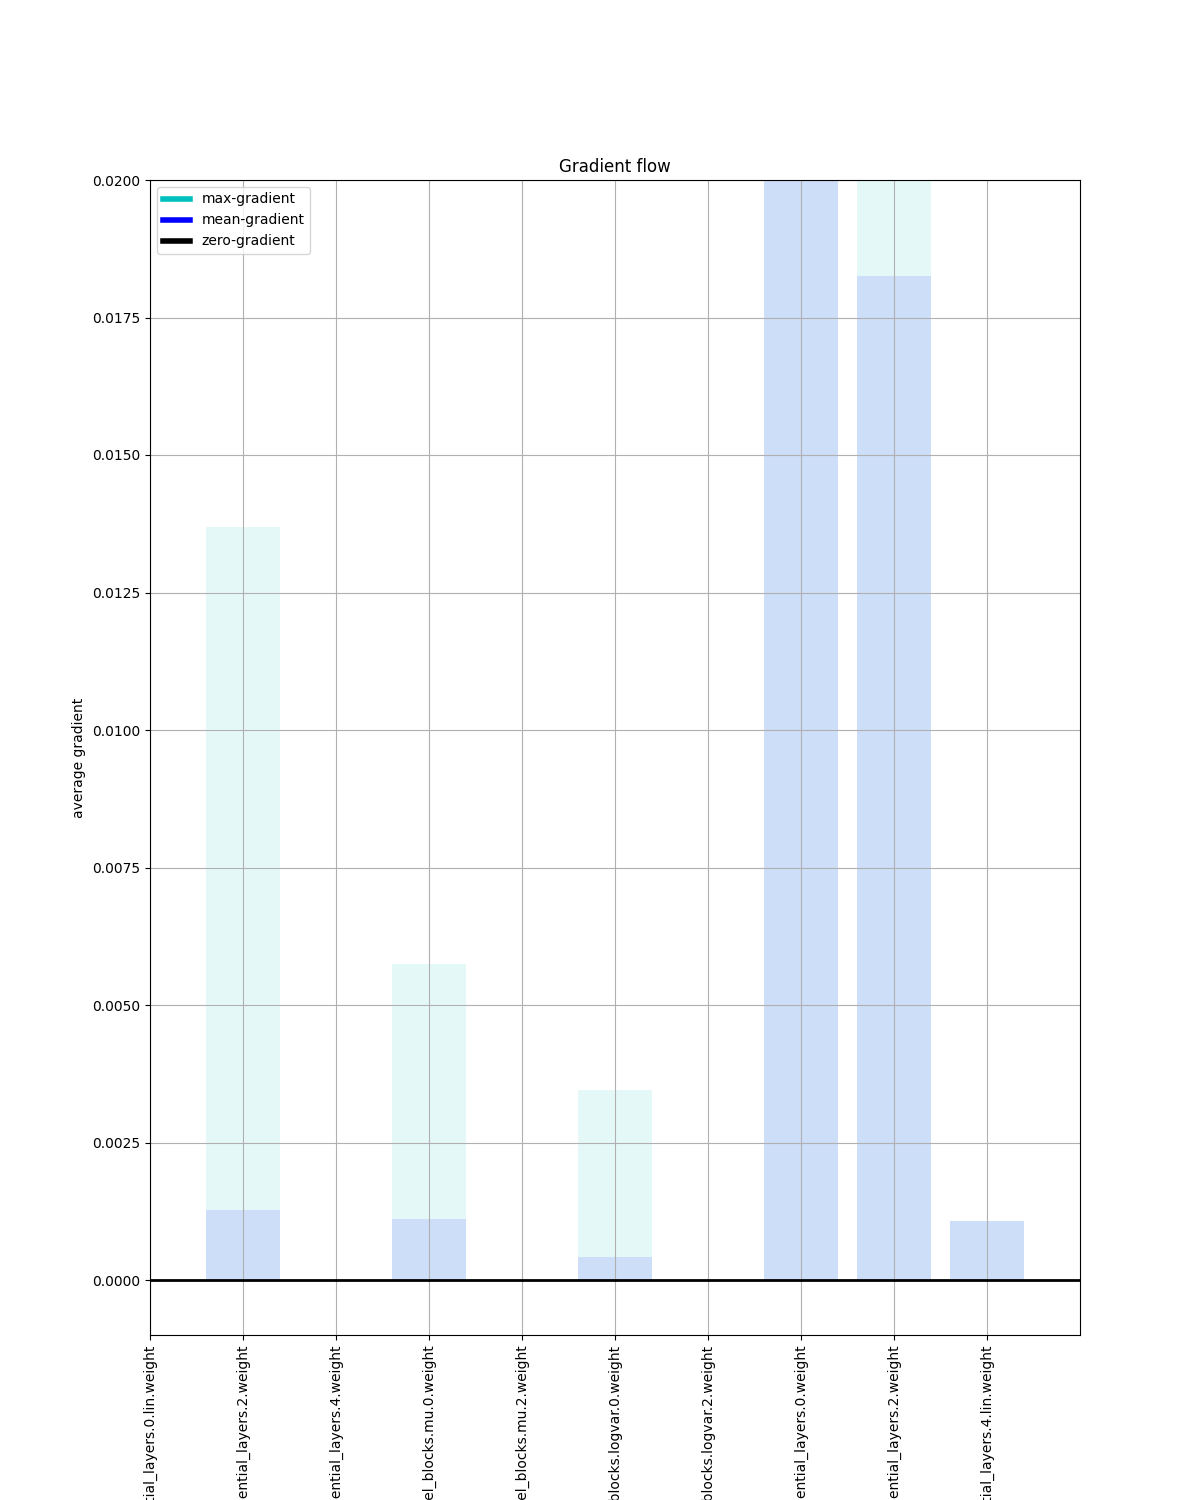 Gradient flow
max-gradient
mean-gradient
zero-gradient
0.0200
0.0175
0.0150
0.0125
0.0100
0.0075
0.0050
0.0025
0.0000
average gradient
tial_layers.0.lin.weight
ential_layers.2.weight
ential_layers.4.weight
el_blocks.mu.0.weight
el_blocks.mu.2.weight
blocks.logvar.0.weight
blocks.logvar.2.weight
ential_layers.0.weight
ential_layers.2.weight
tial_layers.4.lin.weight